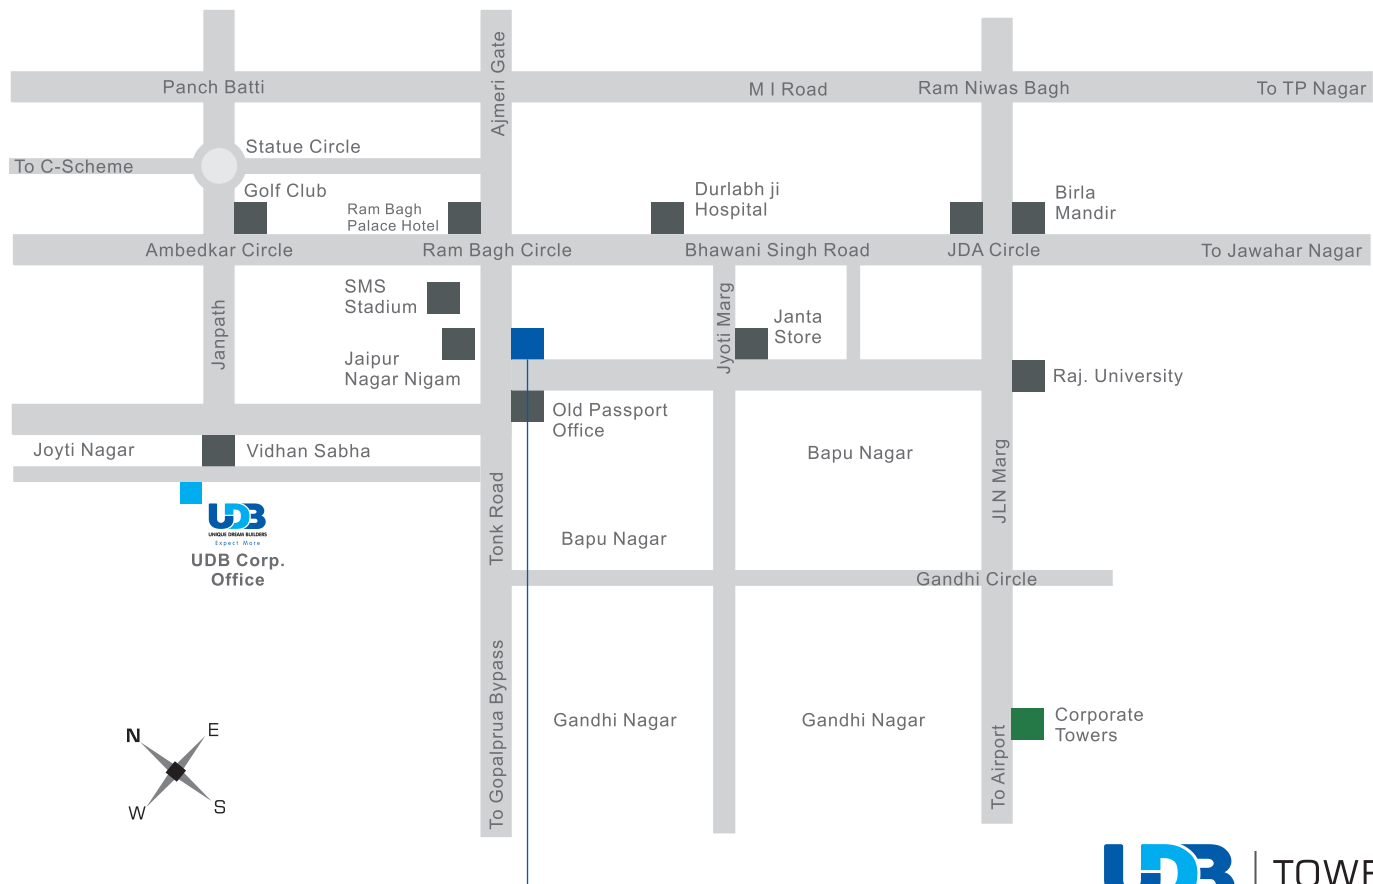 Ajmeri Gate
Panch Batti
M I Road
Ram Niwas Bagh
To TP Nagar
Statue Circle
To C-Scheme
Golf Club
Ram Bagh
Palace Hotel
Durlabh ji
Hospital
Birla
Mandir
Ambedkar Circle
Ram Bagh Circle
Bhawani Singh Road
JDA Circle
To Jawahar Nagar
SMS
Stadium
Janpath
Jyoti Marg
Janta
Store
Jaipur
Nagar Nigam
Raj. University
Old Passport
Office
Joyti Nagar
Vidhan Sabha
Bapu Nagar
JLN Marg
Tonk Road
UDB
UNIQUE DREAM BUILDERS
Expect More
UDB Corp.
Office
Bapu Nagar
Gandhi Circle
To Gopalprua Bypass
Gandhi Nagar
Gandhi Nagar
Corporate
Towers
To Airport
N
E
W
S
UDB
TOWE